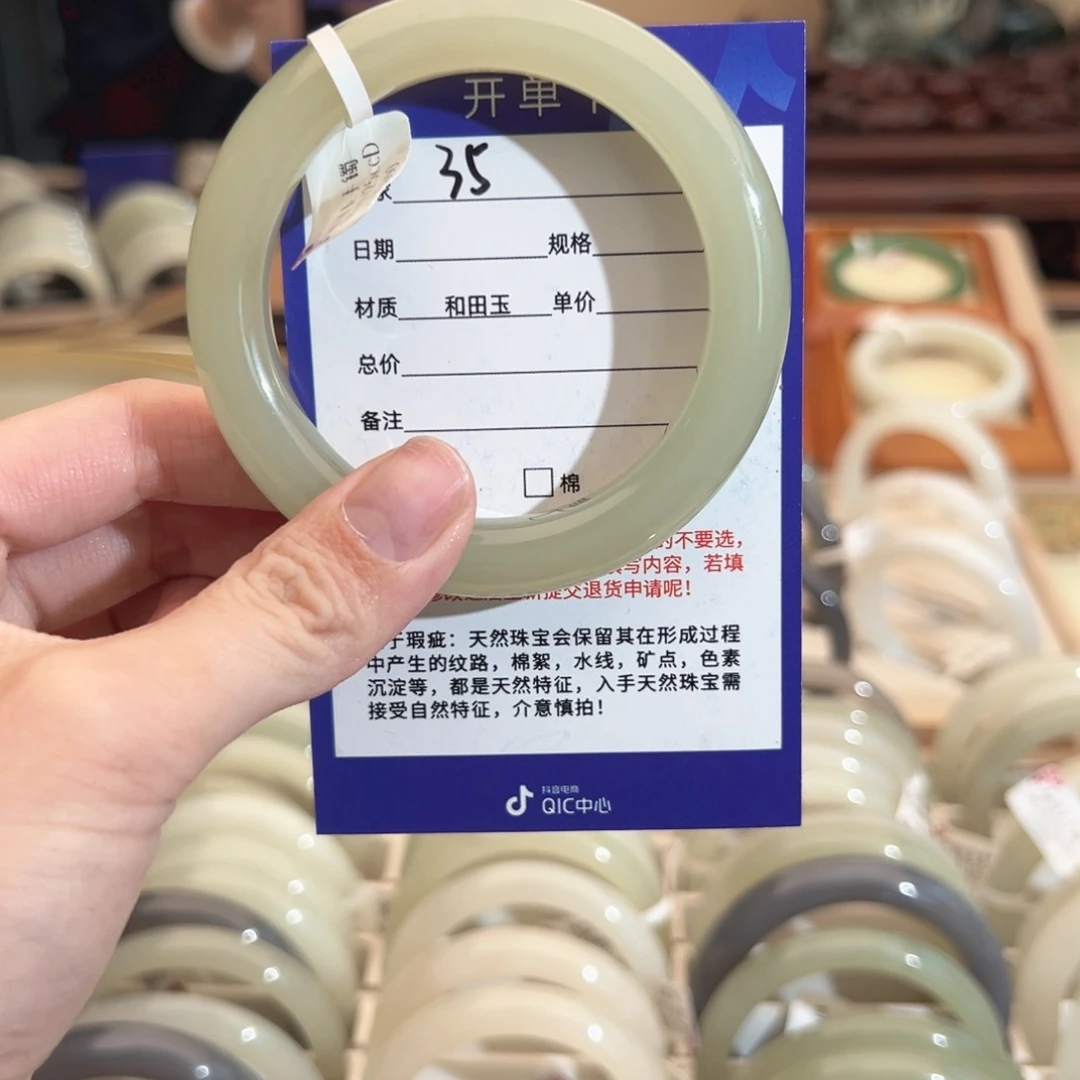 开单
35
日期 规格
材质 和田玉 单价
总价
备注
棉
的不要选，
写内容，若填
提交退货申请呢！
瑕疵：天然珠宝会保留其在形成过程
中产生的纹路，棉絮，水线，矿点，色素
沉淀等，都是天然特征，入手天然珠宝需
接受自然特征，介意慎拍！
抖音电商
QIC中心